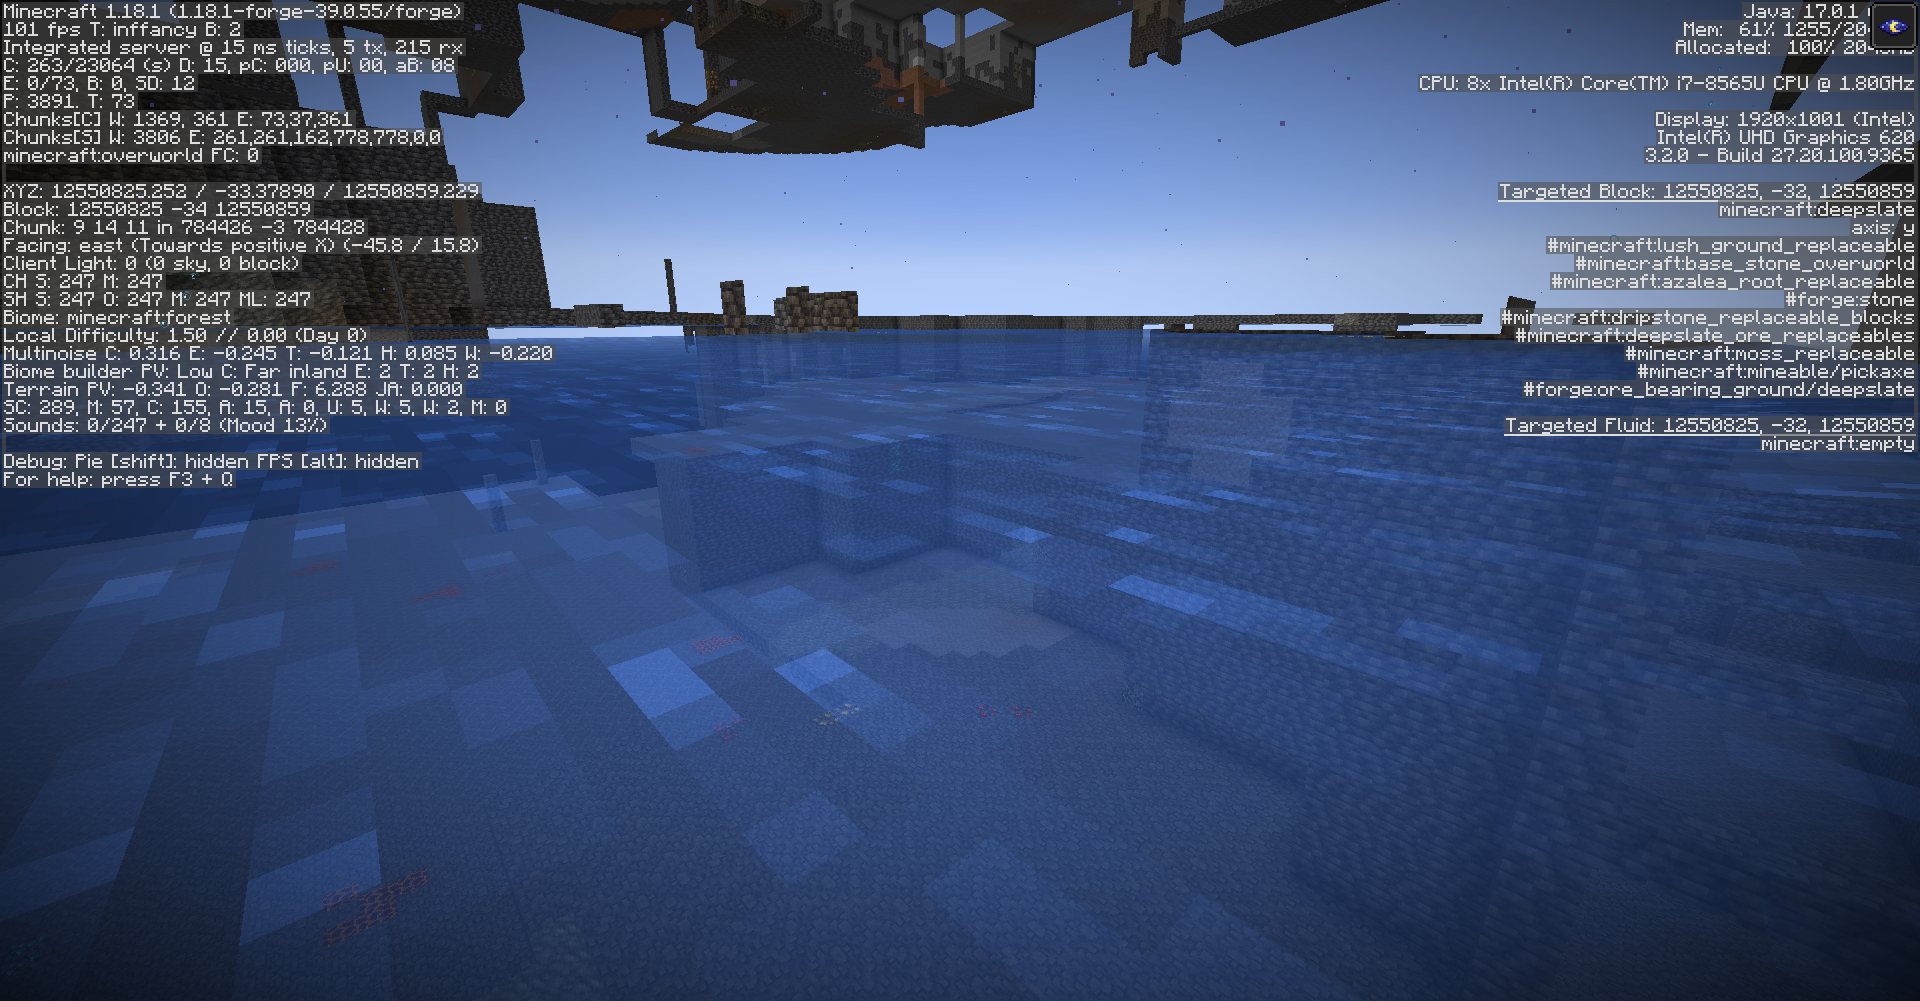 Minecraft 1.18.1 (1.18.1-forge-39.0.55/forge)
101 fps T: inffancy B: 2
Integrated server @ 15 ms ticks, 5 tx, 215 rx
C: 263/23064 (s) D: 15, pC: 000, pU: 00, aB: 08
E: 0/73, B: 0, SD: 12
P: 3891. T: 73
Chunks[C] W: 1369, 361 E: 73,37,361
Chunks[S] W: 3806 E: 261,261,162,778,778,0,0
minecraft:overworld FC: 0
XYZ: 12550825.252 / -33.37890 / 12550859.229
Block: 12550825 -34 12550859
Chunk: 9 14 11 in 784426 -3 784428
Facing: east (Towards positive X) (-45.8 / 15.8)
Client Light: 0 (0 sky, 0 block)
CH S: 247 M: 247
SH S: 247 O: 247 M: 247 ML: 247
Biome: minecraft:forest
Local Difficulty: 1.50 // 0.00 (Day 0)
Multinoise C: 0.316 E: -0.245 T: -0.121 H: 0.085 W: -0.220
Biome builder PV: Low C: Far inland E: 2 T: 2 H: 2
Terrain PV: -0.341 O: -0.281 F: 6.288 JA: 0.000
SC: 289, M: 57, C: 155, A: 15, A: 0, U: 5, W: 5, W: 2, M: 0
Sounds: 0/247 + 0/8 (Mood 13%)
Debug: Pie [shift]: hidden FPS [alt]: hidden
For help: press F3 + Q
Java: 17.0.1
Mem: 61% 1255/20
Allocated: 100% 20
CPU: 8x Intel(R) Core(TM) i7-8565U CPU @ 1.80GHz
Display: 1920x1001 (Intel)
Intel(R) UHD Graphics 620
3.2.0 - Build 27.20.100.9365
Targeted Block: 12550825, -32, 12550859
minecraft:deepslate
axis: y
#minecraft:lush_ground_replaceable
#minecraft:base_stone_overworld
#minecraft:azalea_root_replaceable
#forge:stone
#minecraft:dripstone_replaceable_blocks
#minecraft:deepslate_ore_replaceables
#minecraft:moss_replaceable
#minecraft:mineable/pickaxe
#forge:ore_bearing_ground/deepslate
Targeted Fluid: 12550825, -32, 12550859
minecraft:empty